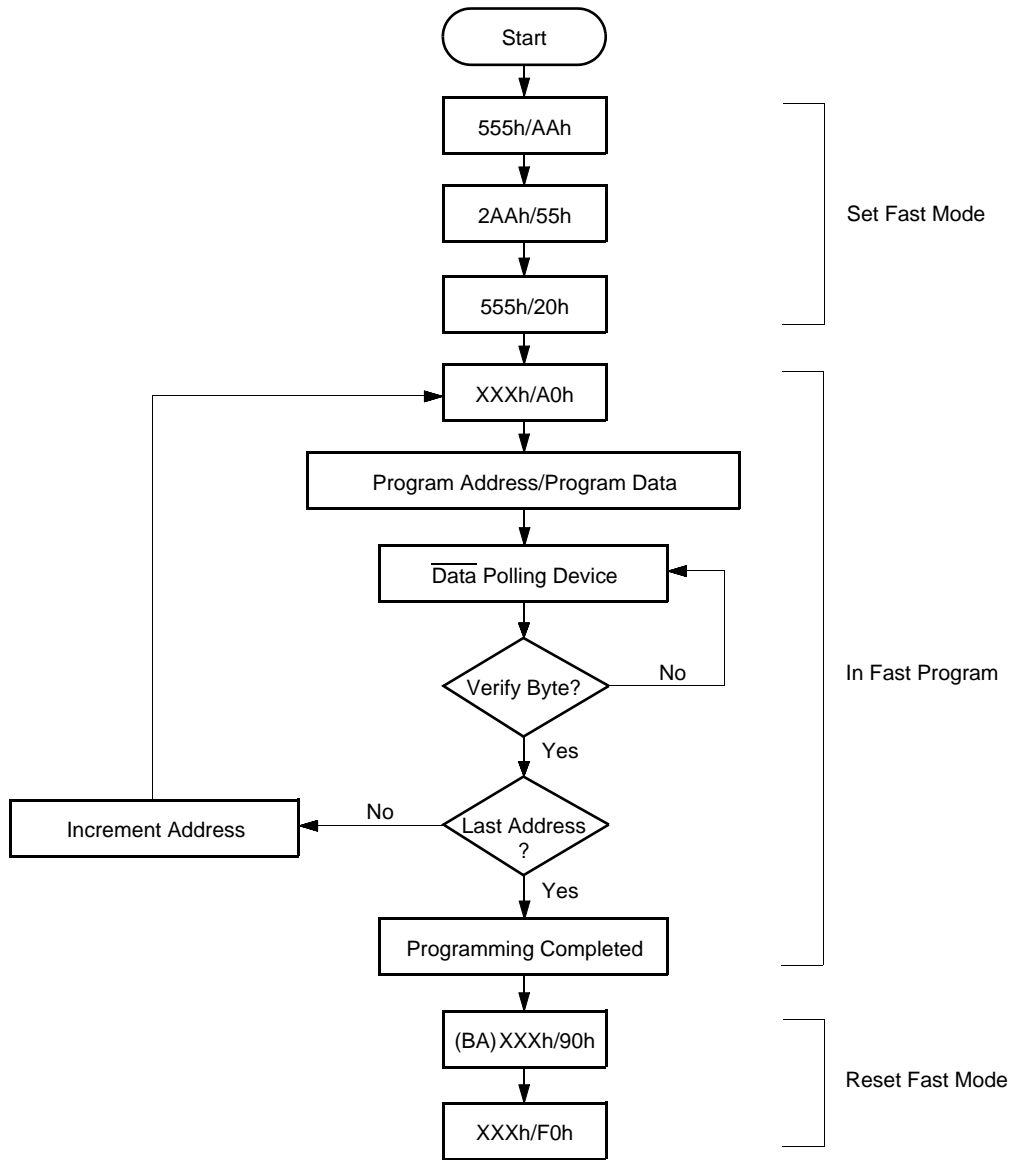 Start
555h/AAh
2AAh/55h
Set Fast Mode
555h/20h
XXXh/A0h
Program Address/Program Data
Data Polling Device
In Fast Program
Verify Byte?
No
Yes
Increment Address
No
Last Address
?
Yes
Programming Completed
(BA)XXXh/90h
Reset Fast Mode
XXXh/F0h